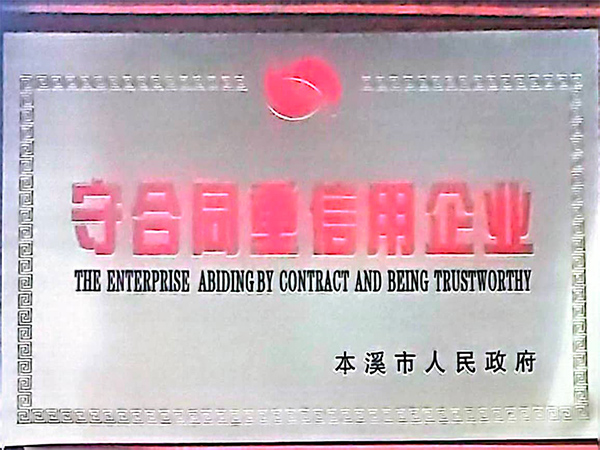 守合同重信用企业
THE ENTERPRISE ABIDING BY CONTRACT AND BEING TRUSTWORTHY
本溪市人民政府